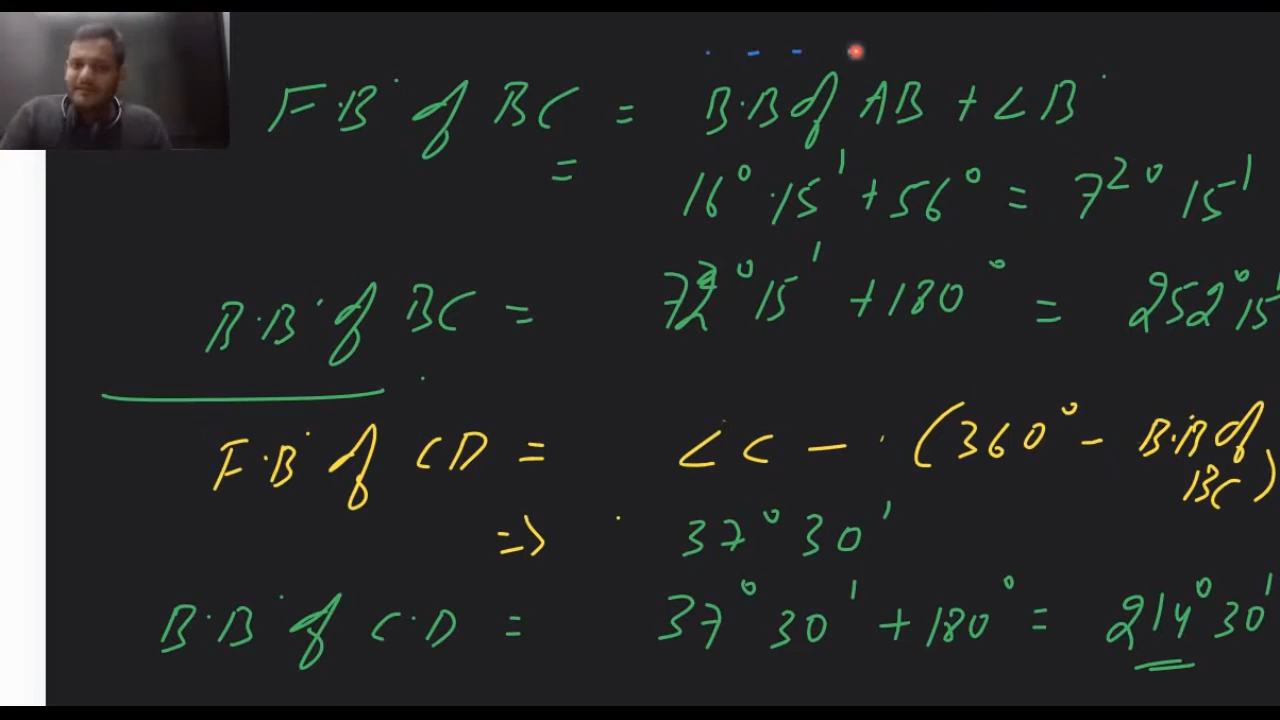 F.B of BC = B.B of AB + ∠B
= 16° 15' + 56° = 72° 15'
B.B of BC = 72° 15' + 180° = 252° 15'
F.B of CD = ∠C - (360° - B.B of BC)
=> 37° 30'
B.B of C.D = 37° 30' + 180° = 214° 30'